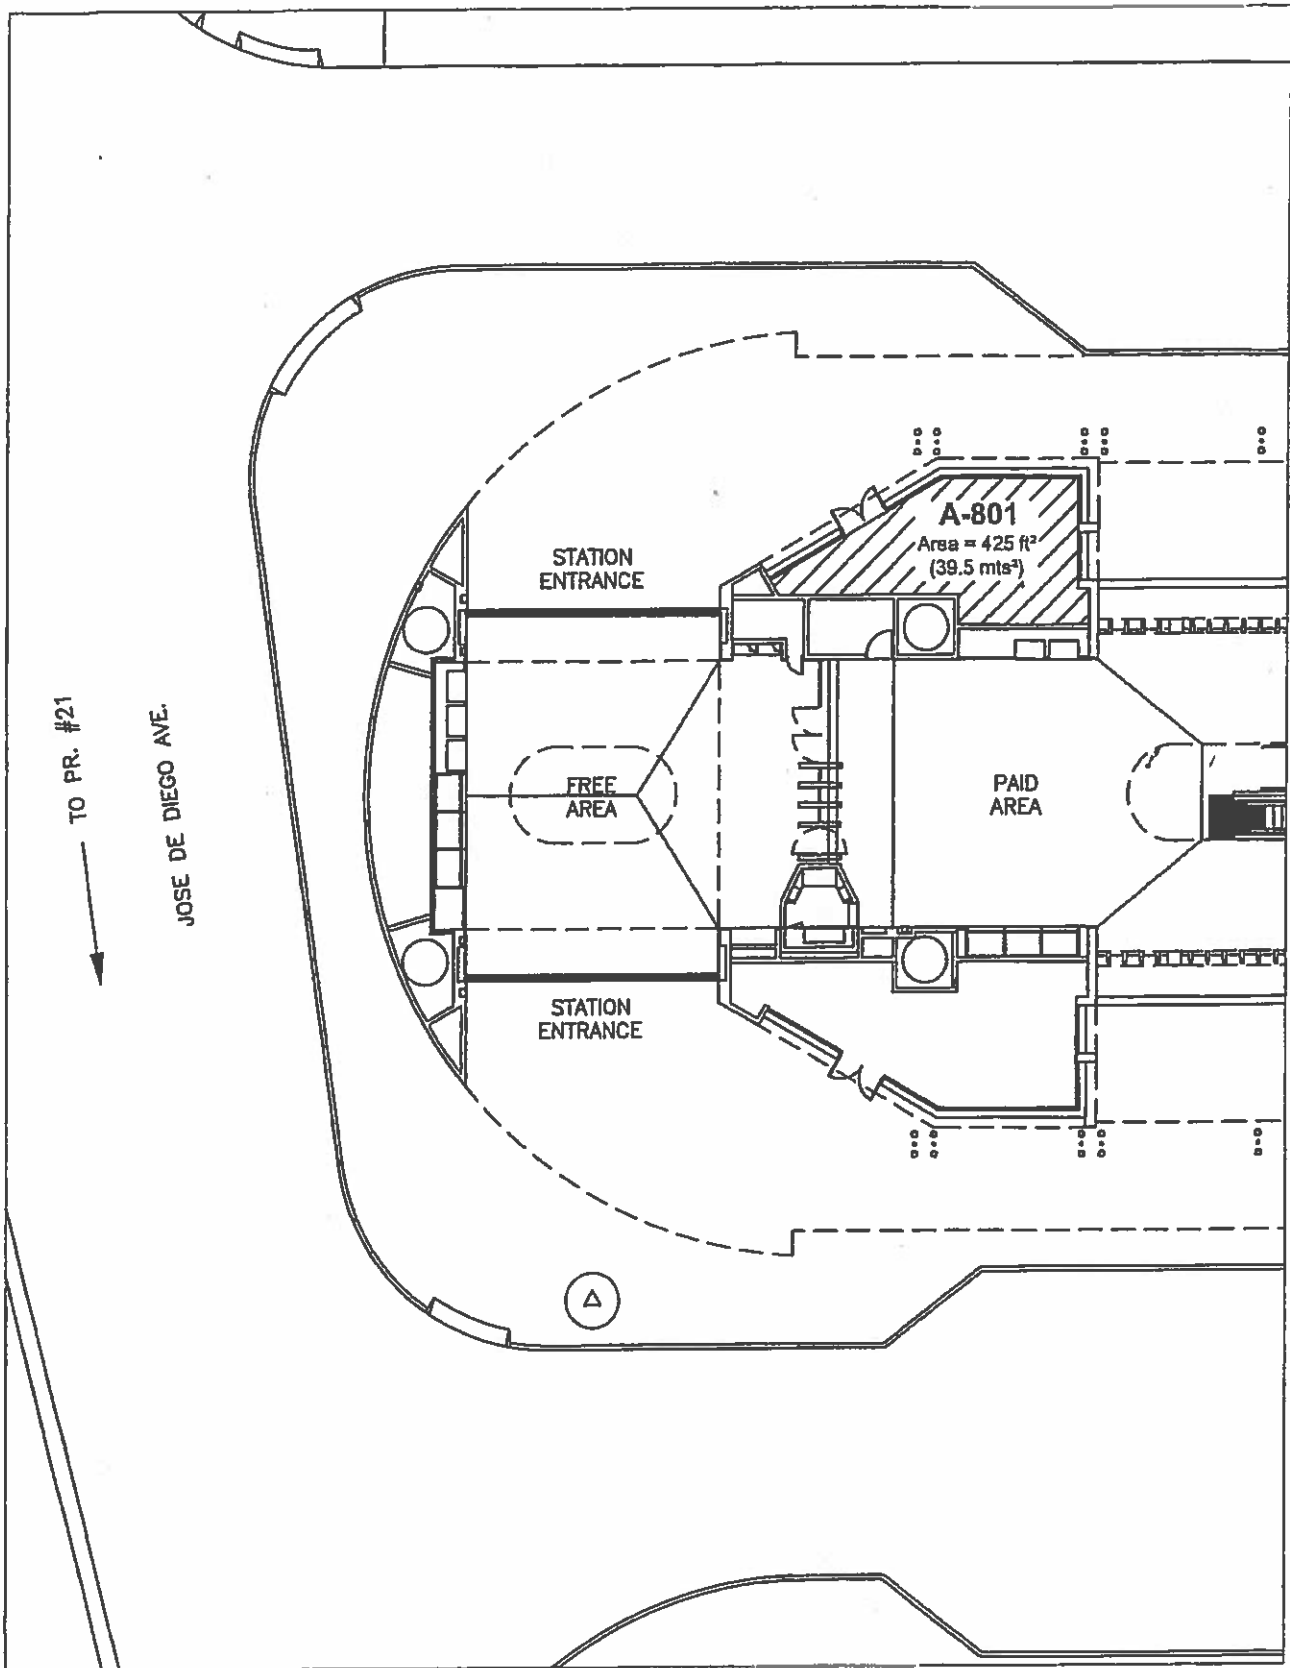 A-801
Area = 425 ft²
(39.5 mts²)
STATION
ENTRANCE
TO PR. #21
JOSE DE DIEGO AVE.
FREE
AREA
PAID
AREA
STATION
ENTRANCE